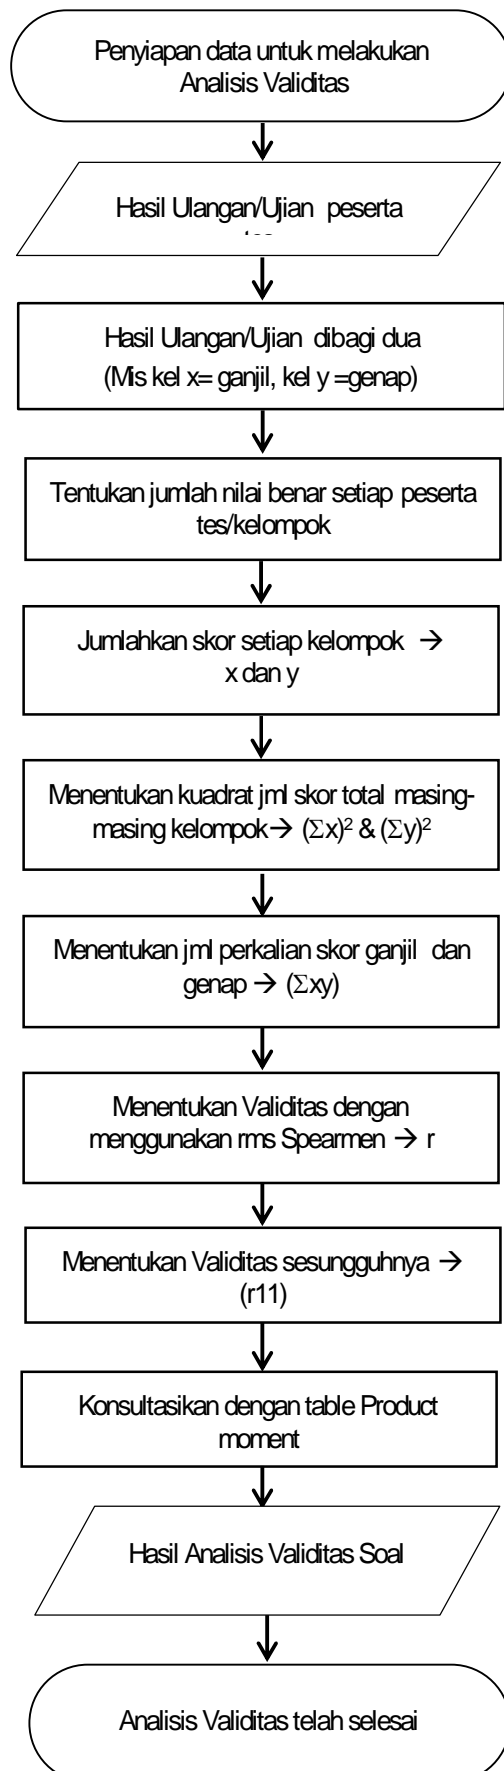 Penyiapan data untuk melakukan
Analisis Validitas
Hasil Ulangan/Ujian peserta
Hasil Ulangan/Ujian dibagi dua
(Mis kel x= ganjil, kel y =genap)
Tentukan jumlah nilai benar setiap peserta
tes/kelompok
Jumlahkan skor setiap kelompok →
x dan y
Menentukan kuadrat jml skor total masing-
masing kelompok→ (Σx)² & (Σy)²
Menentukan jml perkalian skor ganjil dan
genap → (Σxy)
Menentukan Validitas dengan
menggunakan rms Spearmen → r
Menentukan Validitas sesungguhnya →
(r11)
Konsultasikan dengan table Product
moment
Hasil Analisis Validitas Soal
Analisis Validitas telah selesai